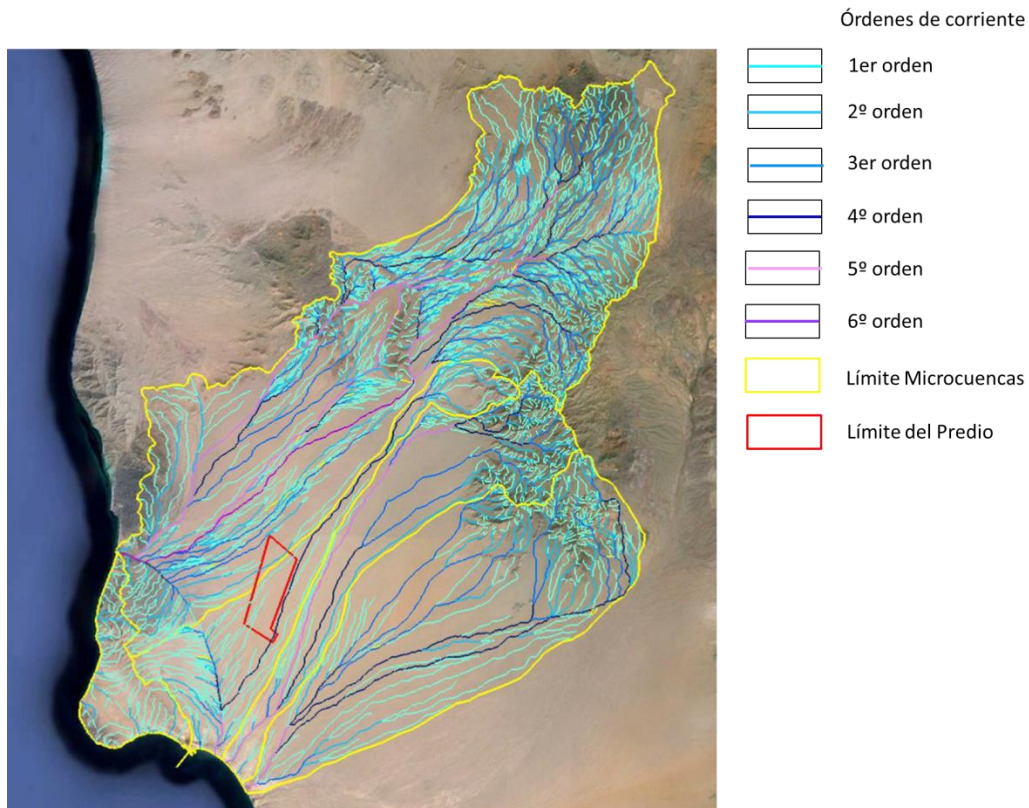 Órdenes de corriente
1er orden
2º orden
3er orden
4º orden
5º orden
6º orden
Límite Microcuencas
Límite del Predio